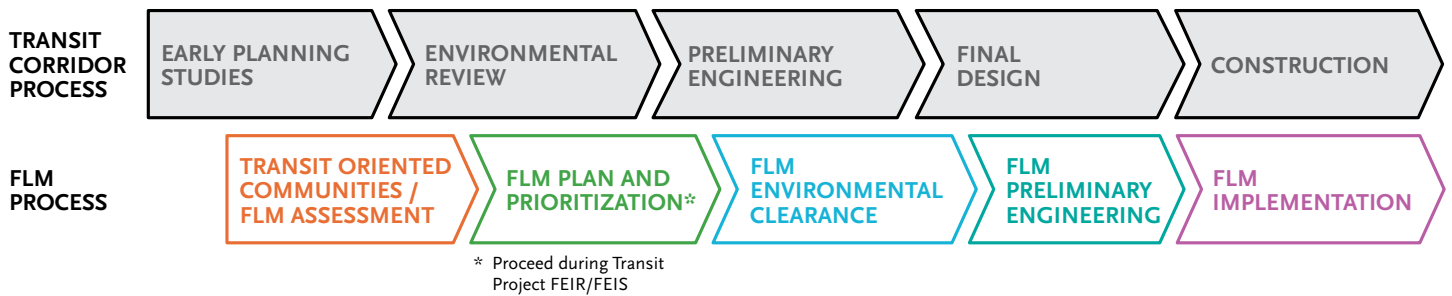 TRANSIT
CORRIDOR
PROCESS
EARLY PLANNING
STUDIES
ENVIRONMENTAL
REVIEW
PRELIMINARY
ENGINEERING
FINAL
DESIGN
CONSTRUCTION
FLM
PROCESS
TRANSIT ORIENTED
COMMUNITIES /
FLM ASSESSMENT
FLM PLAN AND
PRIORITIZATION*
FLM
ENVIRONMENTAL
CLEARANCE
FLM
PRELIMINARY
ENGINEERING
FLM
IMPLEMENTATION
* Proceed during Transit
Project FEIR/FEIS